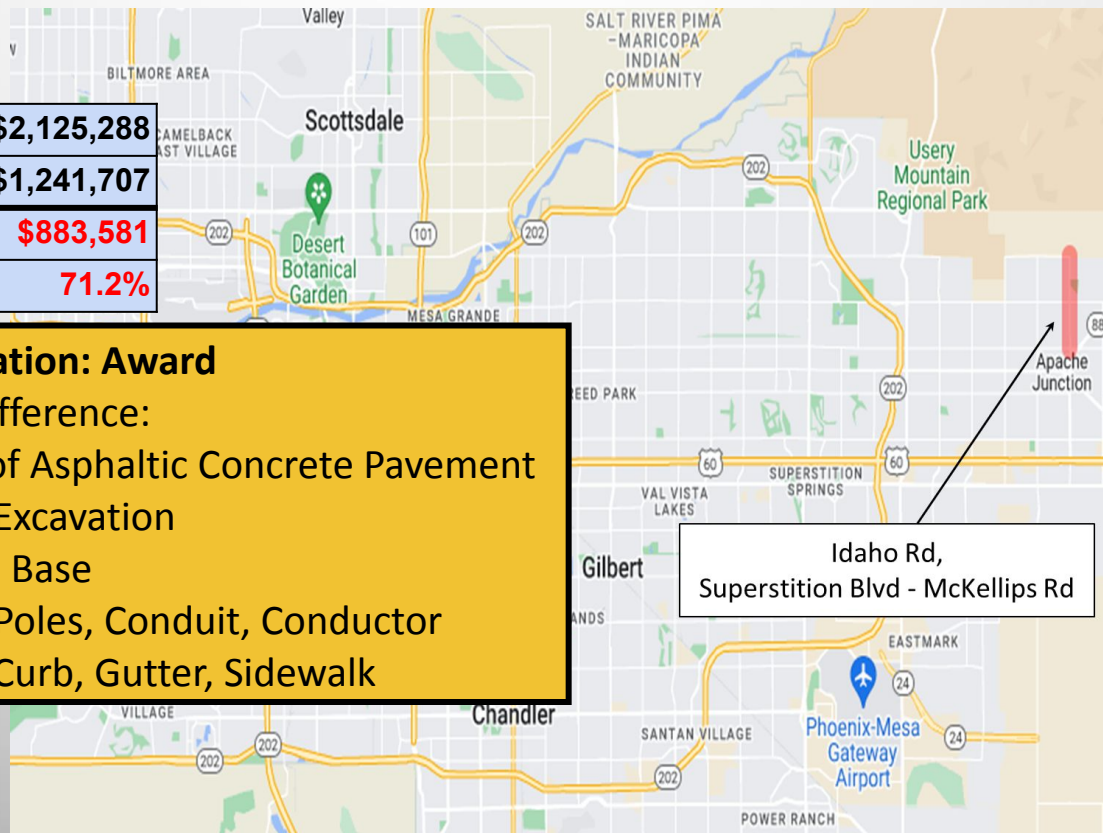 Valley
SALT RIVER PIMA
–MARICOPA
INDIAN
COMMUNITY
BILTMORE AREA
$2,125,288
$1,241,707
$883,581
71.2%
CAMELBACK
AST VILLAGE
Scottsdale
202
Usery
Mountain
Regional Park
202
101
202
Desert
Botanical
Garden
MESA GRANDE
88
Apache
Junction
ation: Award
fference:
of Asphaltic Concrete Pavement
Excavation
Base
Poles, Conduit, Conductor
Curb, Gutter, Sidewalk
REED PARK
202
60
60
SUPERSTITION
SPRINGS
VAL VISTA
LAKES
Gilbert
Idaho Rd,
Superstition Blvd - McKellips Rd
ANDS
EASTMARK
24
VILLAGE
Chandler
SANTAN VILLAGE
Phoenix-Mesa
Gateway
Airport
24
202
202
202
POWER RANCH